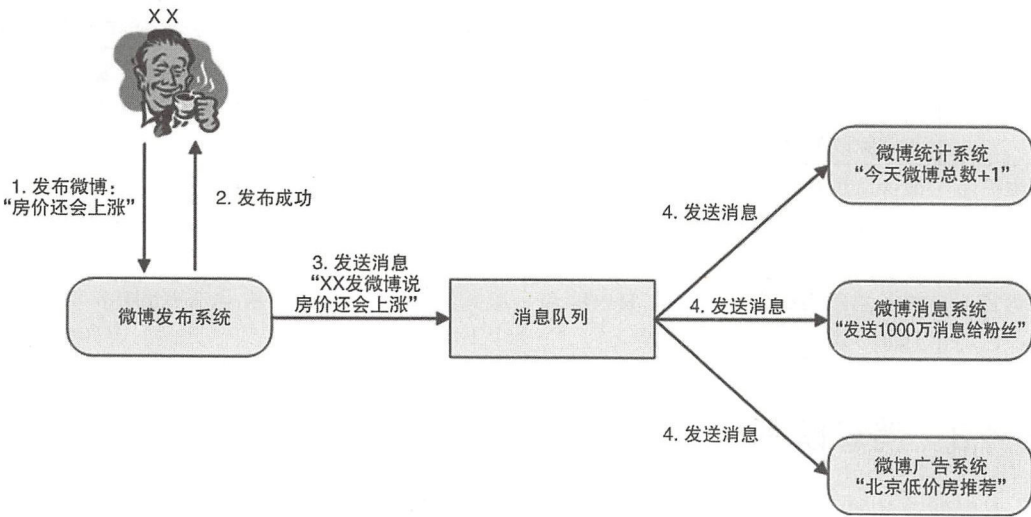 XX
1. 发布微博：
“房价还会上涨”
2. 发布成功
微博发布系统
3. 发送消息
“XX发微博说
房价还会上涨”
消息队列
4. 发送消息
微博统计系统
“今天微博总数+1”
4. 发送消息
微博消息系统
“发送1000万消息给粉丝”
4. 发送消息
微博广告系统
“北京低价房推荐”